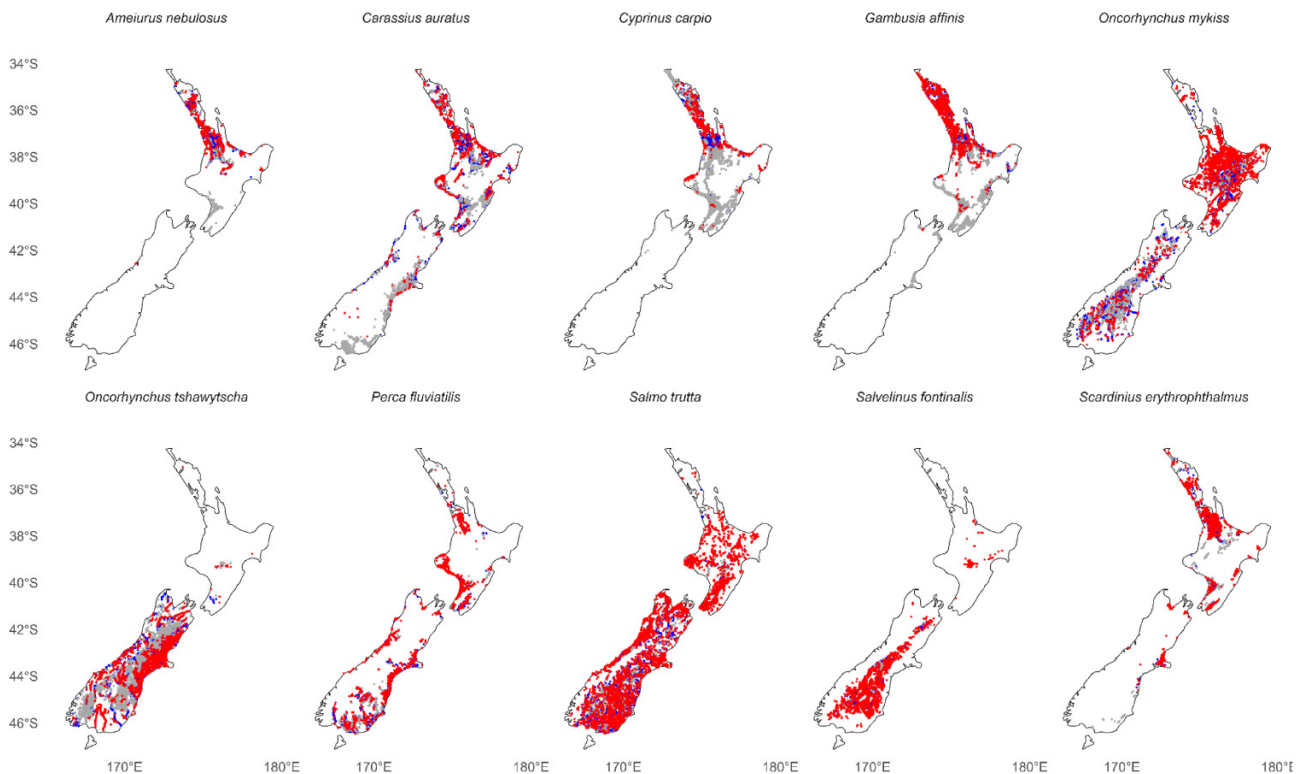 Ameiurus nebulosus Carassius auratus Cyprinus carpio Gambusia affinis Oncorhynchus mykiss
34°S
36°S
38°S
40°S
42°S
44°S
46°S
Oncorhynchus tshawytscha Perca fluviatilis Salmo trutta Salvelinus fontinalis Scardinius erythrophthalmus
34°S
36°S
38°S
40°S
42°S
44°S
46°S
170°E 180°E 170°E 180°E 170°E 180°E 170°E 180°E 170°E 180°E